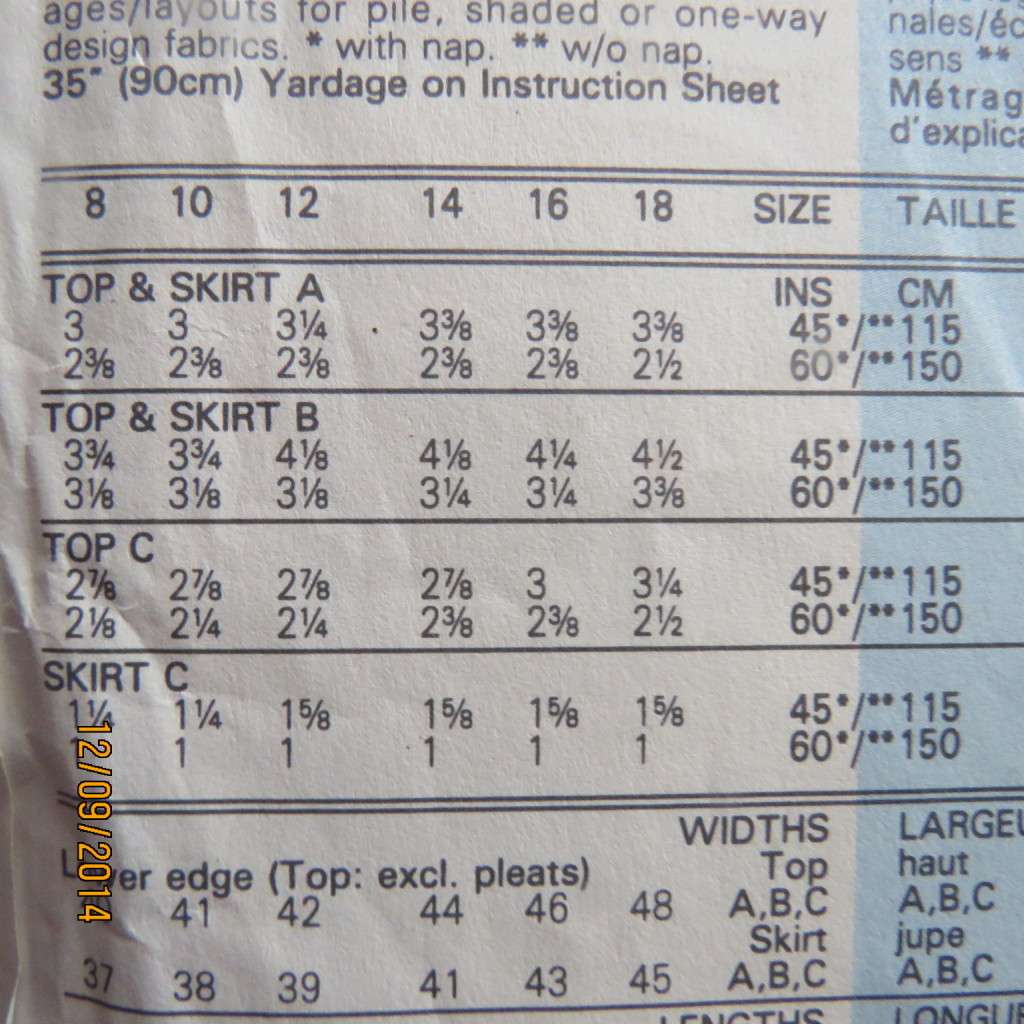 ages/layouts for pile, shaded or one-way
design fabrics. * with nap. ** w/o nap.
35" (90cm) Yardage on Instruction Sheet
nales/éc
sens **
Métrag
d'explica
8 10 12 14 16 18 SIZE TAILLE
TOP & SKIRT A INS CM
3 3 3¼ 3⅜ 3⅜ 3⅜ 45*/**115
2⅜ 2⅜ 2⅜ 2⅜ 2⅜ 2½ 60*/**150
TOP & SKIRT B
3¾ 3¾ 4⅛ 4⅛ 4¼ 4½ 45*/**115
3⅛ 3⅛ 3⅛ 3¼ 3¼ 3⅜ 60*/**150
TOP C
2⅞ 2⅞ 2⅞ 2⅞ 3 3¼ 45*/**115
2⅛ 2¼ 2¼ 2⅜ 2⅜ 2½ 60*/**150
SKIRT C
1¼ 1¼ 1⅝ 1⅝ 1⅝ 1⅝ 45*/**115
1 1 1 1 1 60*/**150
WIDTHS LARGEU
Lower edge (Top: excl. pleats) Top haut
41 42 44 46 48 A,B,C A,B,C
Skirt jupe
37 38 39 41 43 45 A,B,C A,B,C
LENGTHS LONGUE
12/09/2014